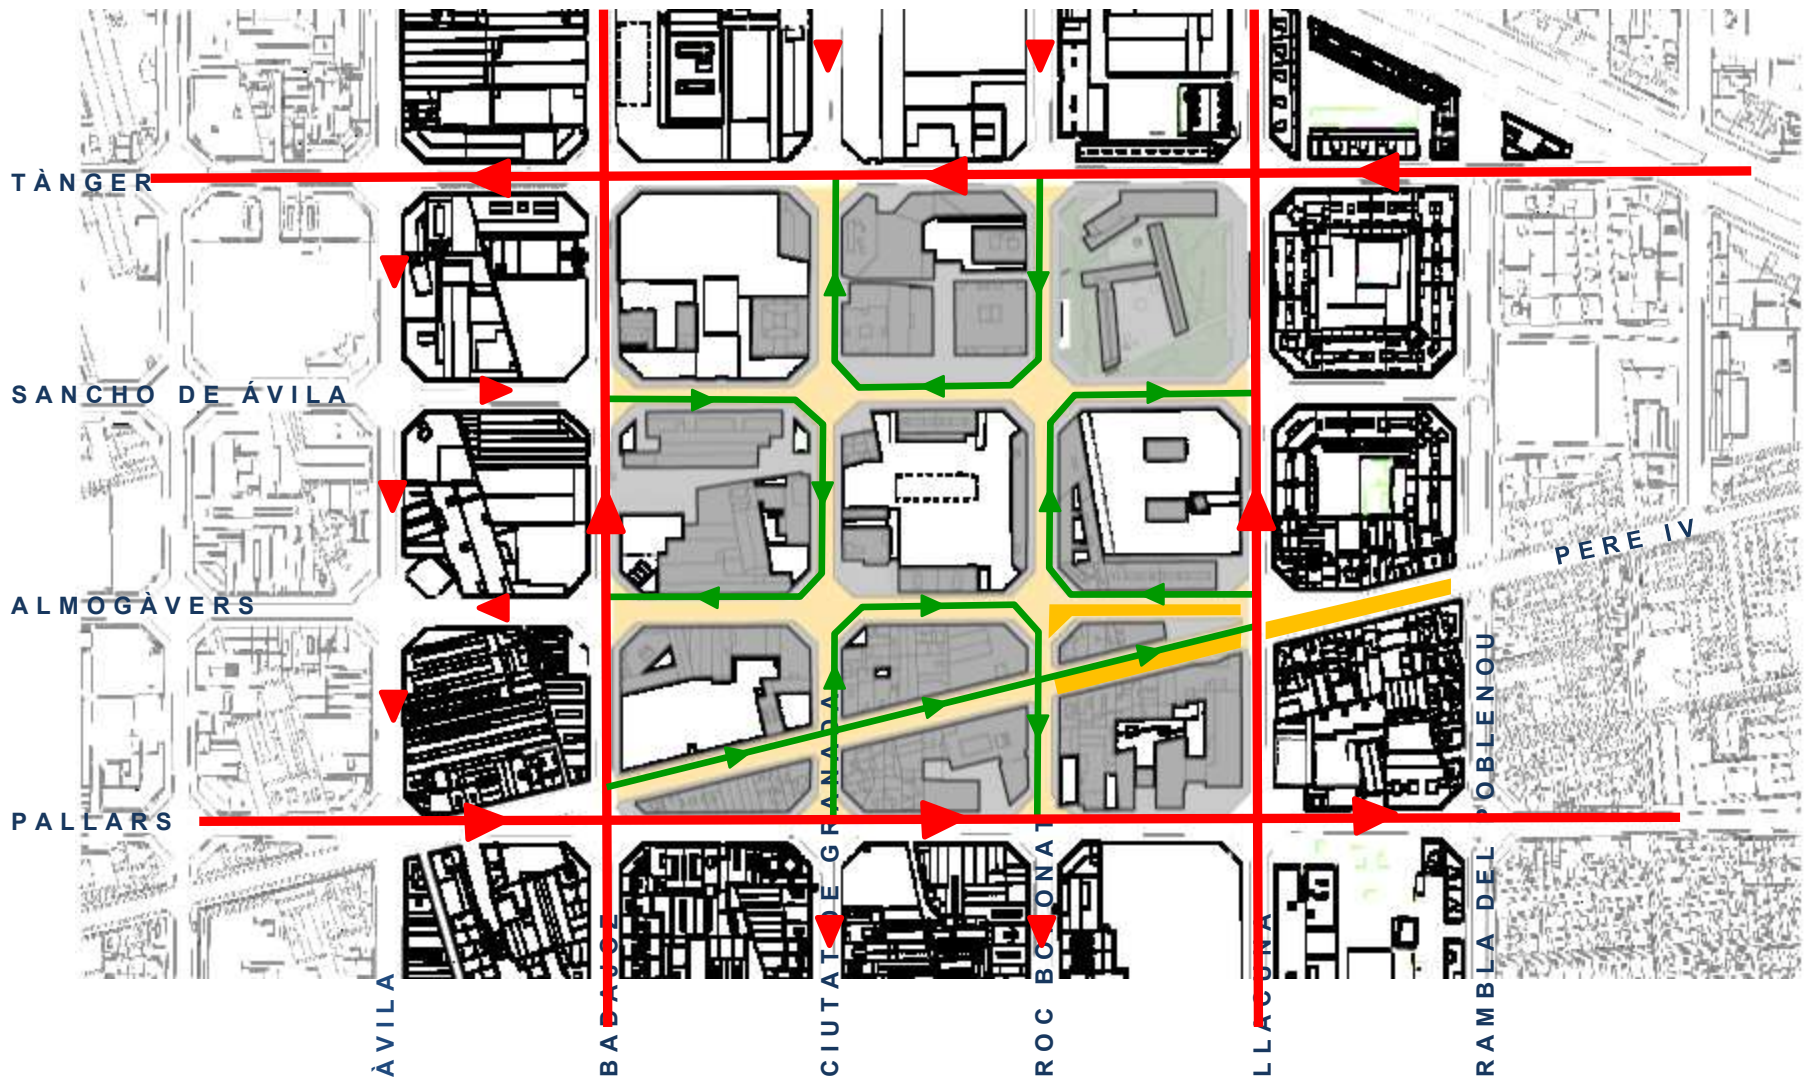 TÀNGER
SANCHO DE ÁVILA
PERE IV
ALMOGÀVERS
PALLARS
ÀVILA
BADAJOZ
CIUTAT DE GRANADA
ROC BORONAT
LLACUNA
RAMBLA DEL POBLENOU